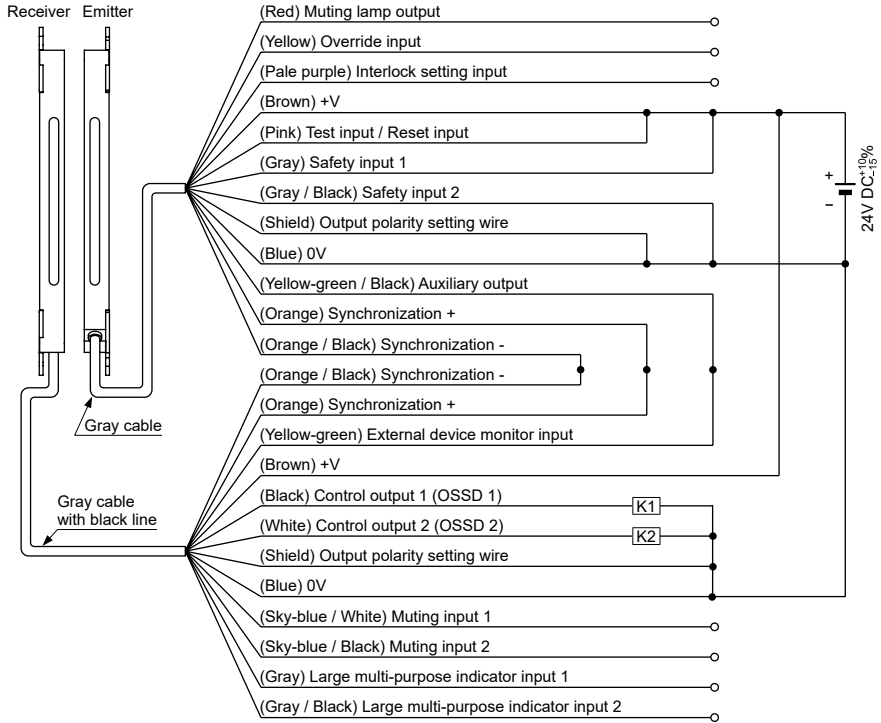 Receiver Emitter
(Red) Muting lamp output
(Yellow) Override input
(Pale purple) Interlock setting input
(Brown) +V
(Pink) Test input / Reset input
(Gray) Safety input 1
(Gray / Black) Safety input 2
(Shield) Output polarity setting wire
(Blue) 0V
(Yellow-green / Black) Auxiliary output
(Orange) Synchronization +
(Orange / Black) Synchronization -
(Orange / Black) Synchronization -
(Orange) Synchronization +
(Yellow-green) External device monitor input
(Brown) +V
(Black) Control output 1 (OSSD 1)
K1
(White) Control output 2 (OSSD 2)
K2
(Shield) Output polarity setting wire
(Blue) 0V
(Sky-blue / White) Muting input 1
(Sky-blue / Black) Muting input 2
(Gray) Large multi-purpose indicator input 1
(Gray / Black) Large multi-purpose indicator input 2
Gray cable
Gray cable
with black line
+
−
24V DC +10 −15 %